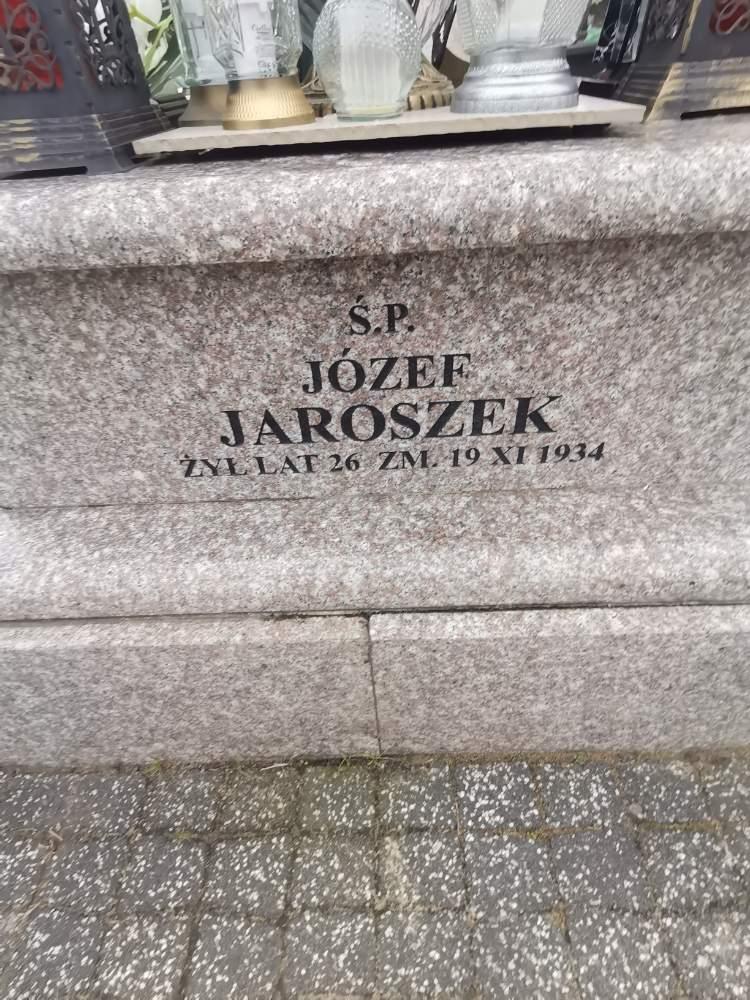 Ś.P.
JÓZEF
JAROSZEK
ŻYŁ LAT 26 ZM. 19 XI 1934